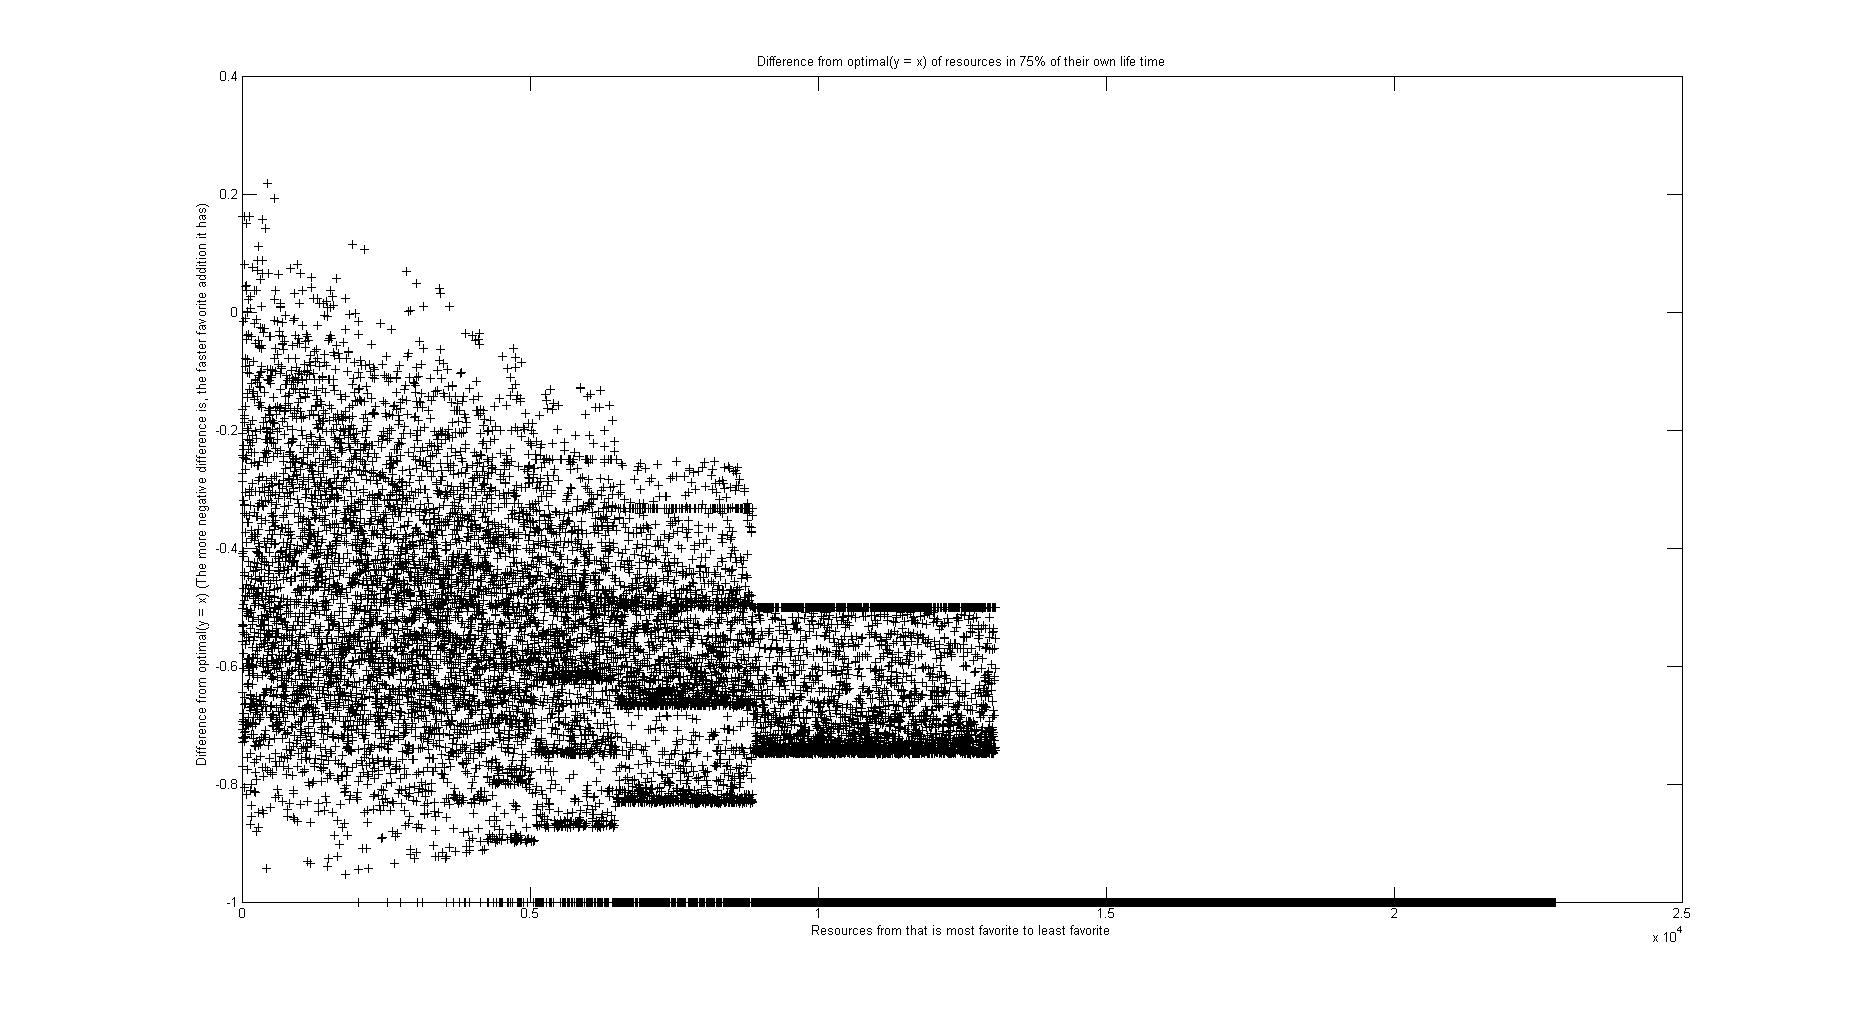 Difference from optimal(y = x) of resources in 75% of their own life time
0.4
0.2
0
-0.2
-0.4
-0.6
-0.8
-1
Difference from optimal(y = x) (The more negative difference is, the faster favorite addition it has)
0 0.5 1 1.5 2 2.5
Resources from that is most favorite to least favorite
x 10^4